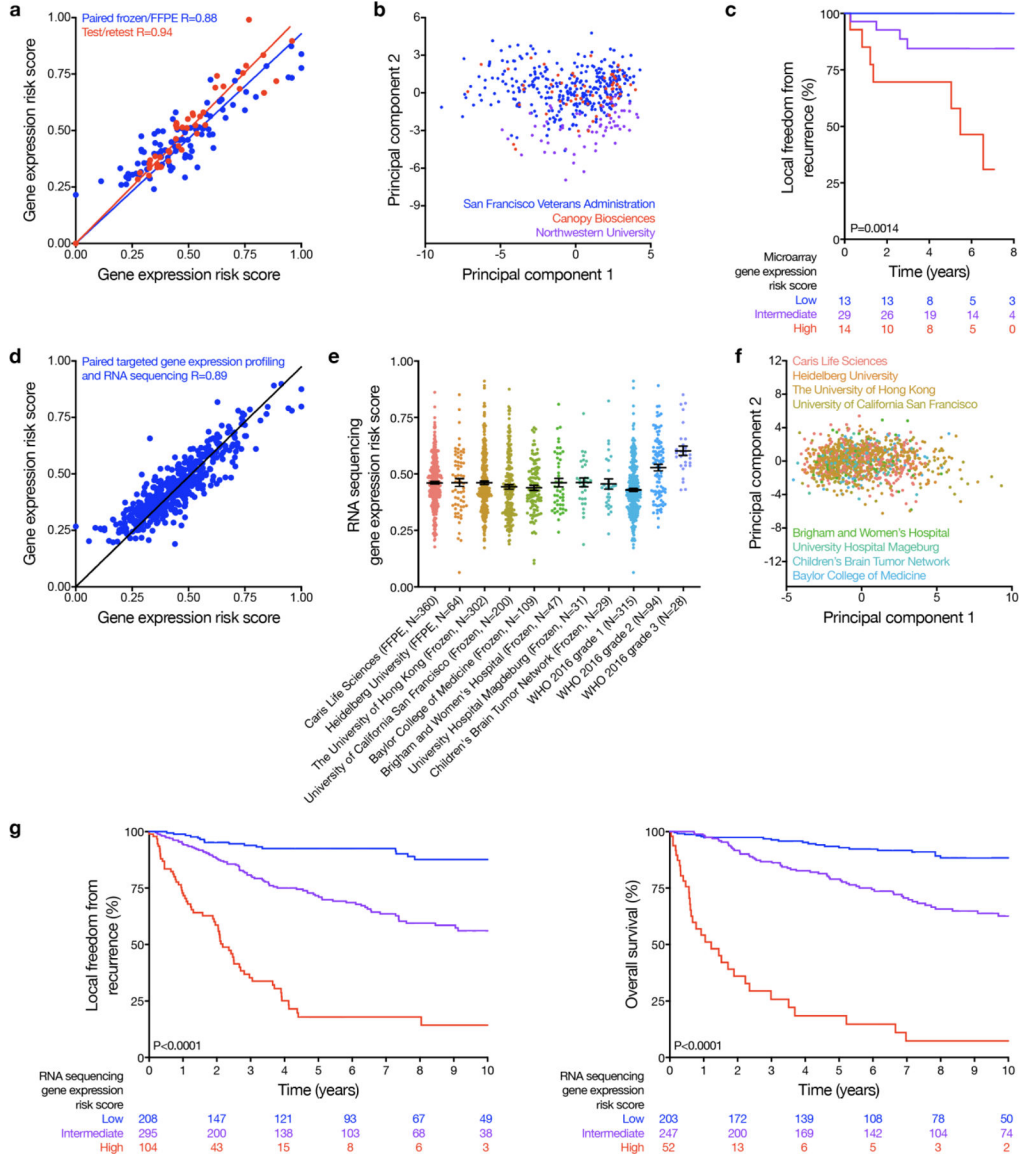 a
Paired frozen/FFPE R=0.88
Test/retest R=0.94
Gene expression risk score
1.00
0.75
0.50
0.25
0.00
0.00 0.25 0.50 0.75 1.00
Gene expression risk score
b
Principal component 2
5
1
-3
-6
-9
San Francisco Veterans Administration
Canopy Biosciences
Northwestern University
-10 -5 0 5
Principal component 1
c
Local freedom from
recurrence (%)
100
75
50
25
P=0.0014
0 2 4 6 8
Time (years)
Microarray
gene expression
risk score
Low 13 13 8 5 3
Intermediate 29 26 19 14 4
High 14 10 8 5 0
d
Paired targeted gene expression profiling
and RNA sequencing R=0.89
Gene expression risk score
1.00
0.75
0.50
0.25
0.00
0.00 0.25 0.50 0.75 1.00
Gene expression risk score
e
RNA sequencing
gene expression risk score
1.00
0.75
0.50
0.25
0.00
Caris Life Sciences (FFPE, N=360)
Heidelberg University (FFPE, N=64)
The University of Hong Kong (Frozen, N=302)
University of California San Francisco (Frozen, N=200)
Baylor College of Medicine (Frozen, N=109)
Brigham and Women's Hospital (Frozen, N=47)
University Hospital Magdeburg (Frozen, N=31)
Children's Brain Tumor Network (Frozen, N=29)
WHO 2016 grade 1 (N=315)
WHO 2016 grade 2 (N=94)
WHO 2016 grade 3 (N=28)
f
Principal component 2
12
8
4
0
-4
-8
-12
Caris Life Sciences
Heidelberg University
The University of Hong Kong
University of California San Francisco
Brigham and Women's Hospital
University Hospital Mageburg
Children's Brain Tumor Network
Baylor College of Medicine
-5 0 5 10
Principal component 1
g
Local freedom from
recurrence (%)
100
75
50
25
P<0.0001
0 1 2 3 4 5 6 7 8 9 10
Time (years)
RNA sequencing
gene expression
risk score
Low 208 147 121 93 67 49
Intermediate 295 200 138 103 68 38
High 104 43 15 8 6 3
Overall survival (%)
100
75
50
25
P<0.0001
0 1 2 3 4 5 6 7 8 9 10
Time (years)
RNA sequencing
gene expression
risk score
Low 203 172 139 108 78 50
Intermediate 247 200 169 142 104 74
High 52 13 6 5 3 2